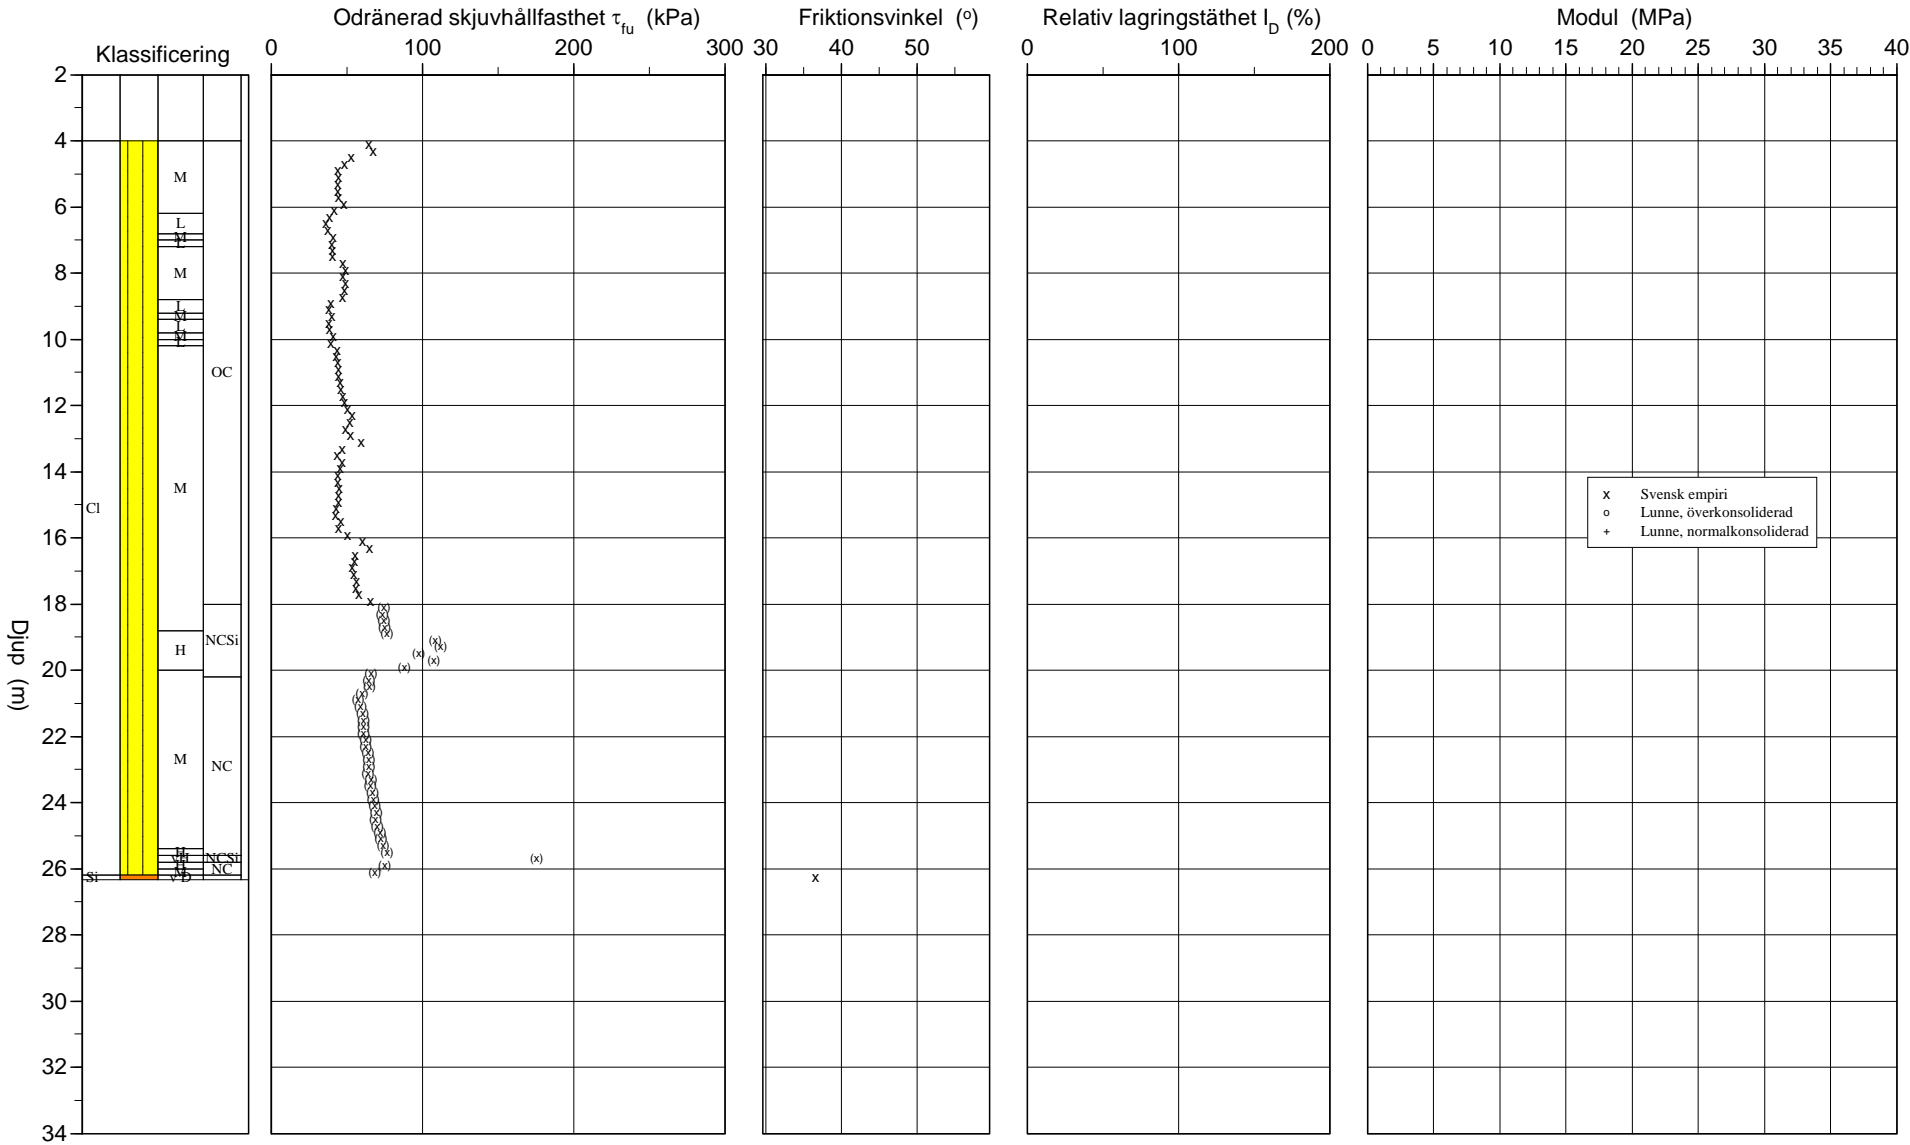 Odränerad skjuvhållfasthet τfu (kPa)
Friktionsvinkel (o)
Relativ lagringstäthet ID (%)
Modul (MPa)
Klassificering
0 100 200 300
30 40 50
0 100 200
0 5 10 15 20 25 30 35 40
Djup (m)
2
4
6
8
10
12
14
16
18
20
22
24
26
28
30
32
34
Cl
Si
M
L
M
L
M
L
M
L
M
L
M
H
M
H
vH
H
M
v D
OC
NCSi
NC
NCSi
NC
x Svensk empiri
o Lunne, överkonsoliderad
+ Lunne, normalkonsoliderad